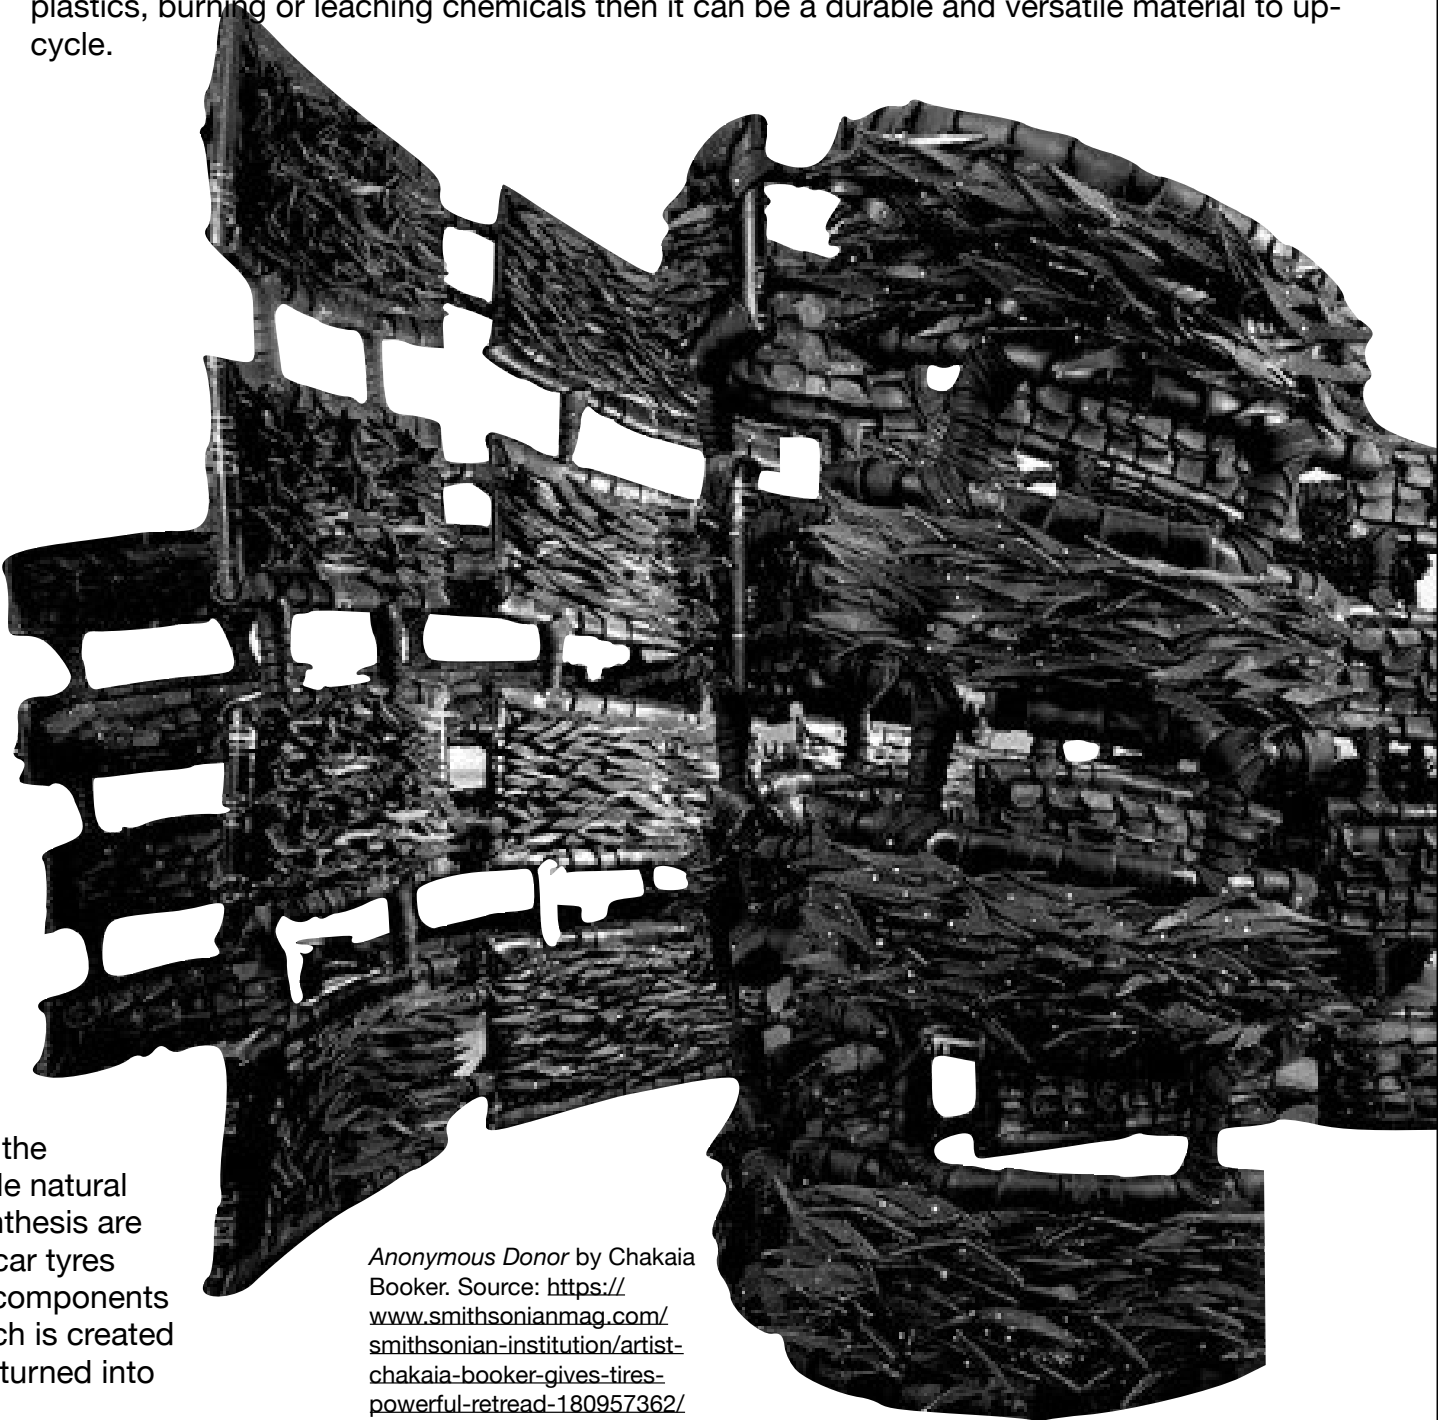 plastics, burning or leaching chemicals then it can be a durable and versatile material to up-
cycle.
the
le natural
nthesis are
car tyres
components
ch is created
turned into
Anonymous Donor by Chakaia
Booker. Source: https://
www.smithsonianmag.com/
smithsonian-institution/artist-
chakaia-booker-gives-tires-
powerful-retread-180957362/